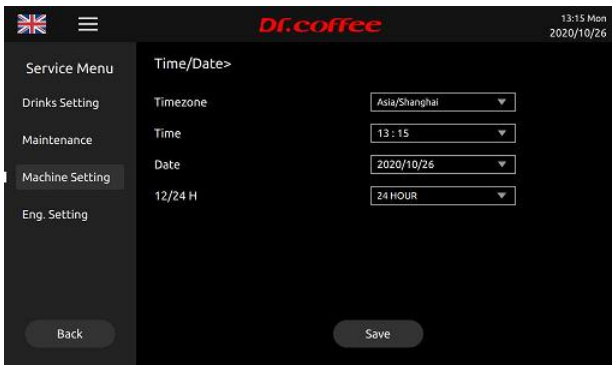 Dr.coffee
13:15 Mon
2020/10/26
Service Menu
Drinks Setting
Maintenance
Machine Setting
Eng. Setting
Back
Time/Date>
Timezone
Asia/Shanghai
Time
13 : 15
Date
2020/10/26
12/24 H
24 HOUR
Save